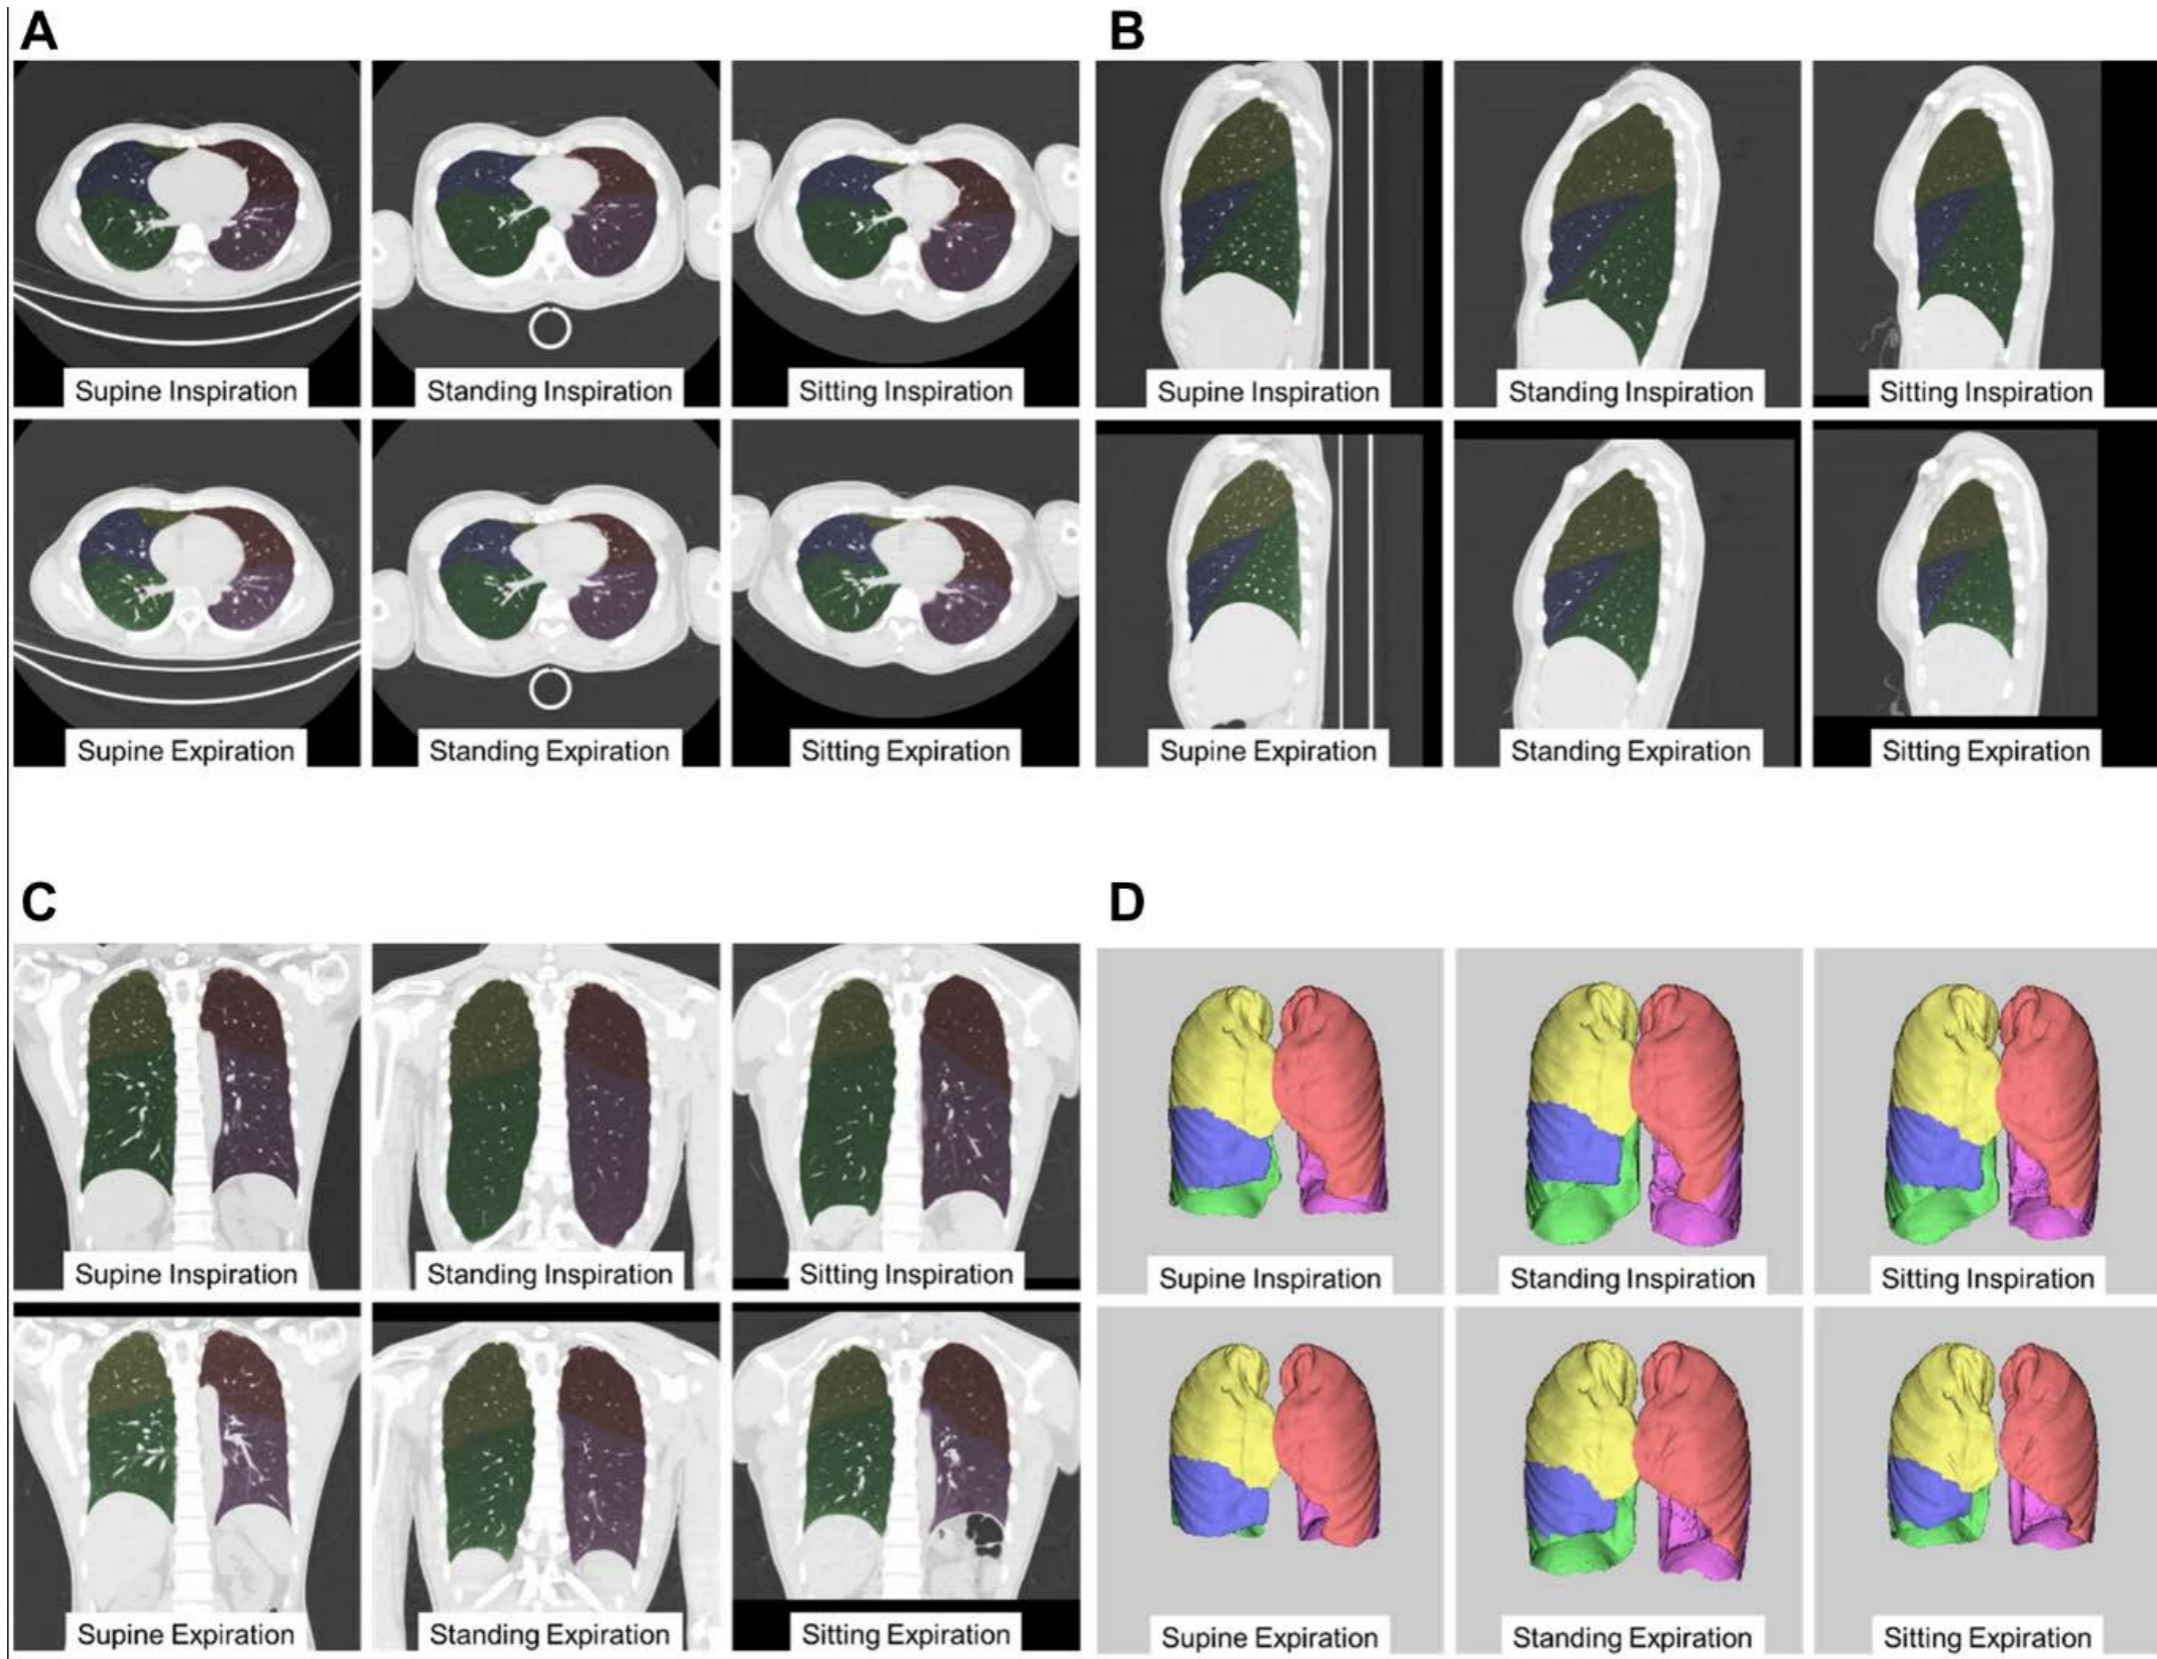 A
Supine Inspiration
Standing Inspiration
Sitting Inspiration
Supine Expiration
Standing Expiration
Sitting Expiration
B
Supine Inspiration
Standing Inspiration
Sitting Inspiration
Supine Expiration
Standing Expiration
Sitting Expiration
C
Supine Inspiration
Standing Inspiration
Sitting Inspiration
Supine Expiration
Standing Expiration
Sitting Expiration
D
Supine Inspiration
Standing Inspiration
Sitting Inspiration
Supine Expiration
Standing Expiration
Sitting Expiration